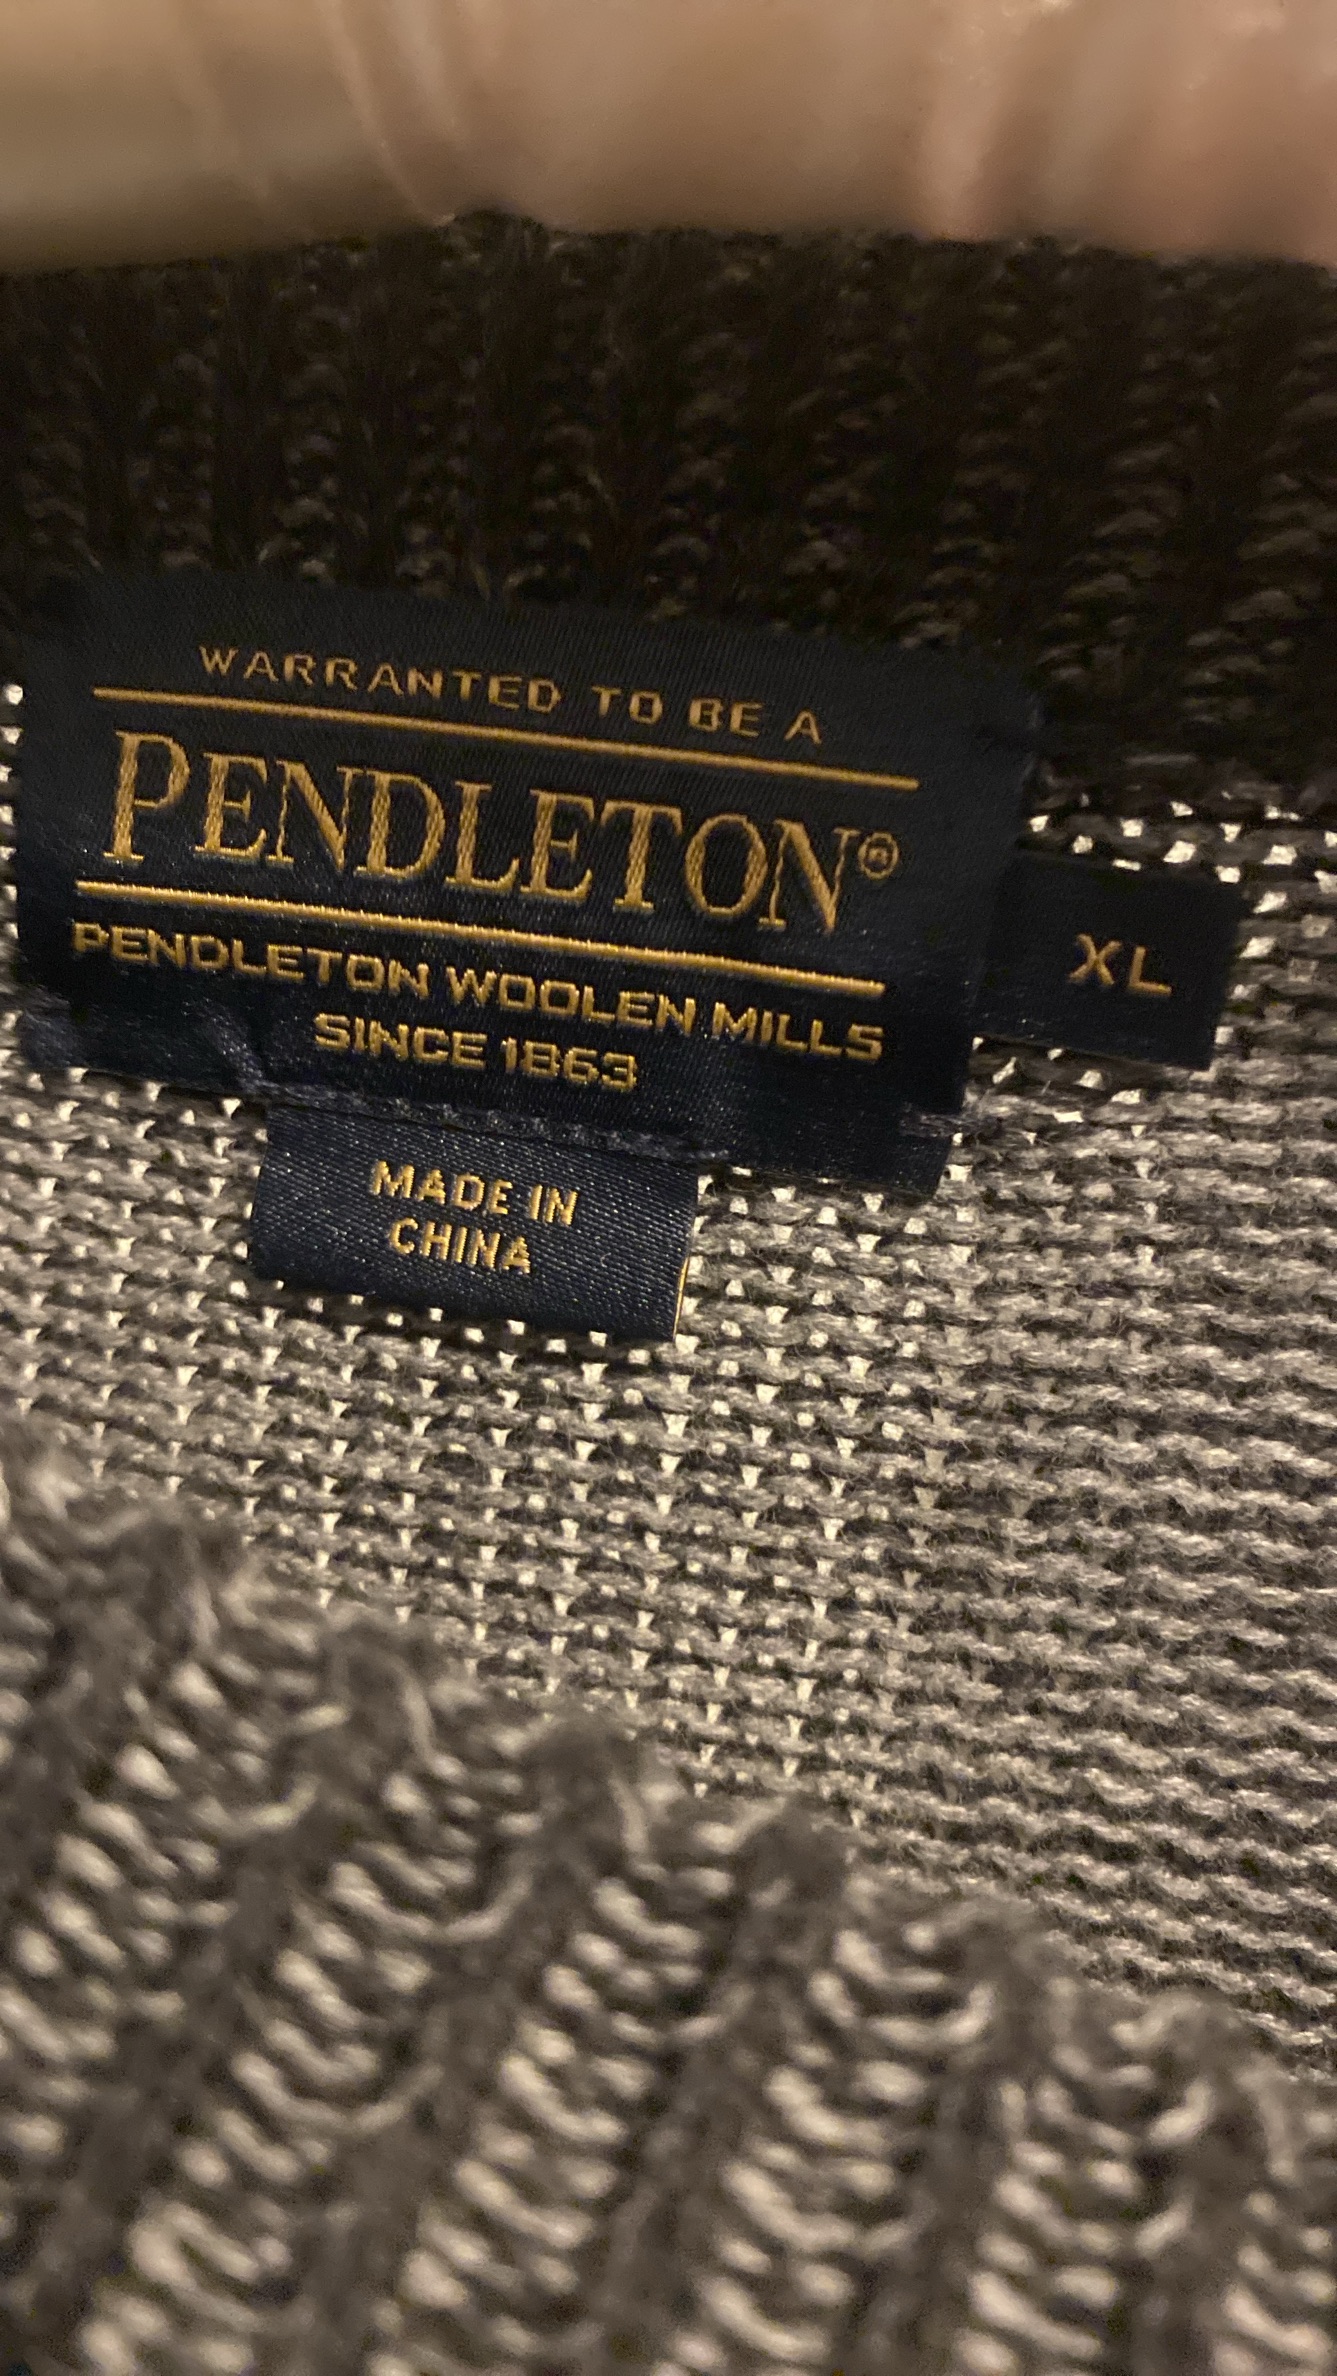 WARRANTED TO BE A
PENDLETON®
PENDLETON WOOLEN MILLS
SINCE 1863
XL
MADE IN
CHINA